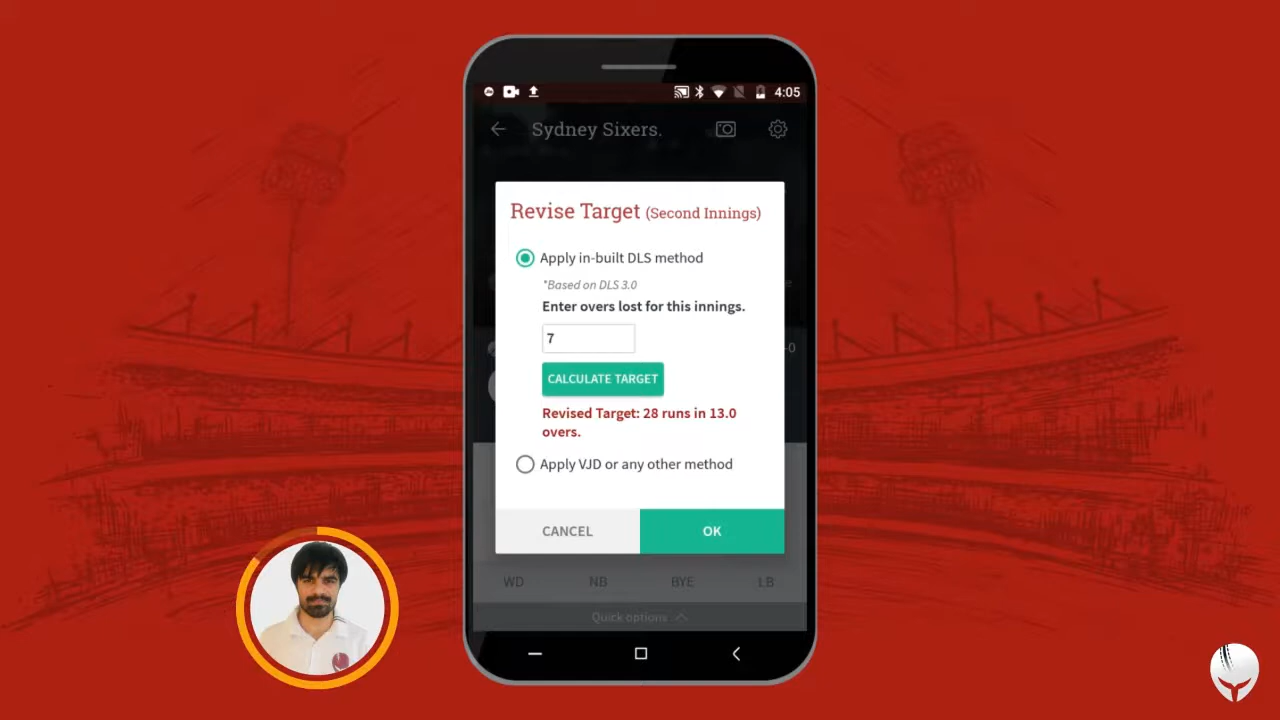 4:05
Sydney Sixers.
Revise Target (Second Innings)
Apply in-built DLS method
*Based on DLS 3.0
Enter overs lost for this innings.
7
CALCULATE TARGET
Revised Target: 28 runs in 13.0
overs.
Apply VJD or any other method
CANCEL
OK
WD NB BYE LB
Quick options